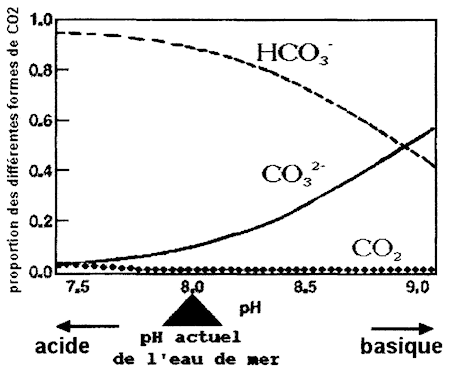 proportion des différentes formes de CO2
1.0
0.8
0.6
0.4
0.2
0.0
HCO₃⁻
CO₃²⁻
CO₂
7.5
8.0
8.5
9.0
pH
acide
pH actuel
de l'eau de mer
basique